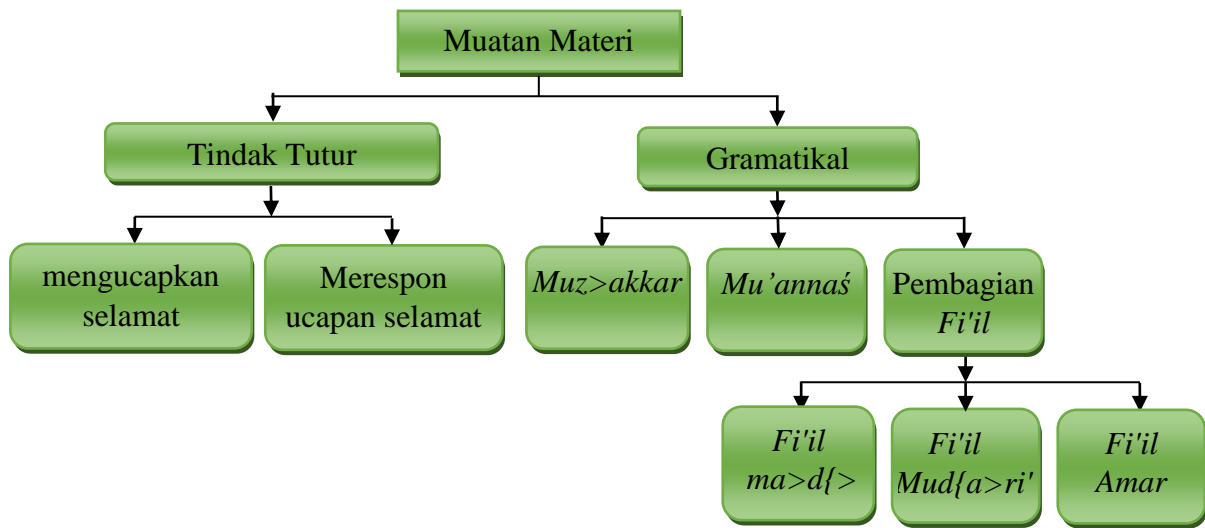 Muatan Materi
Tindak Tutur
Gramatikal
mengucapkan
selamat
Merespon
ucapan selamat
Muz>akkar
Mu’annaś
Pembagian
Fi'il
Fi'il
ma>d{>
Fi'il
Mud{a>ri'
Fi'il
Amar